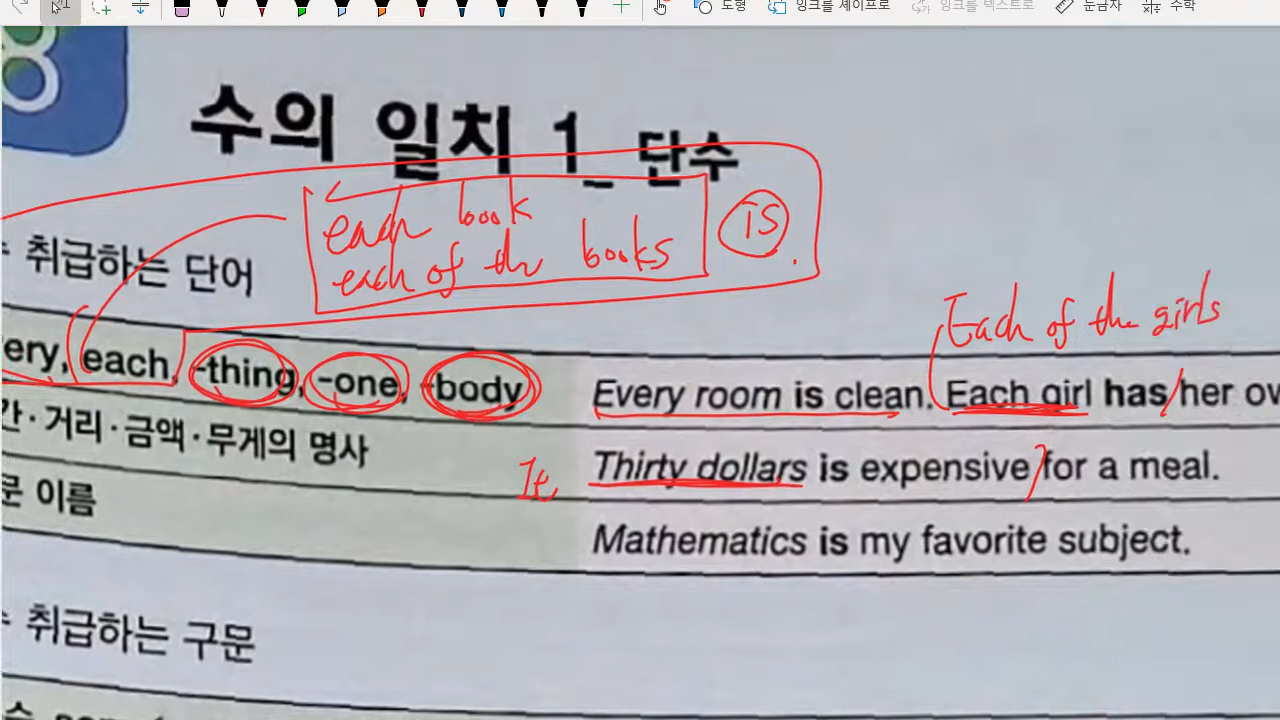 도형 잉크를 셰이프로 잉크를 텍스트로 눈금자 수학
8
수의 일치 1_ 단수
each book
each of the books
is.
취급하는 단어
Each of the girls
ery, each, -thing, -one, -body
Every room is clean. Each girl has her ow
간·거리·금액·무게의 명사
It
Thirty dollars is expensive for a meal.
문 이름
Mathematics is my favorite subject.
취급하는 구문